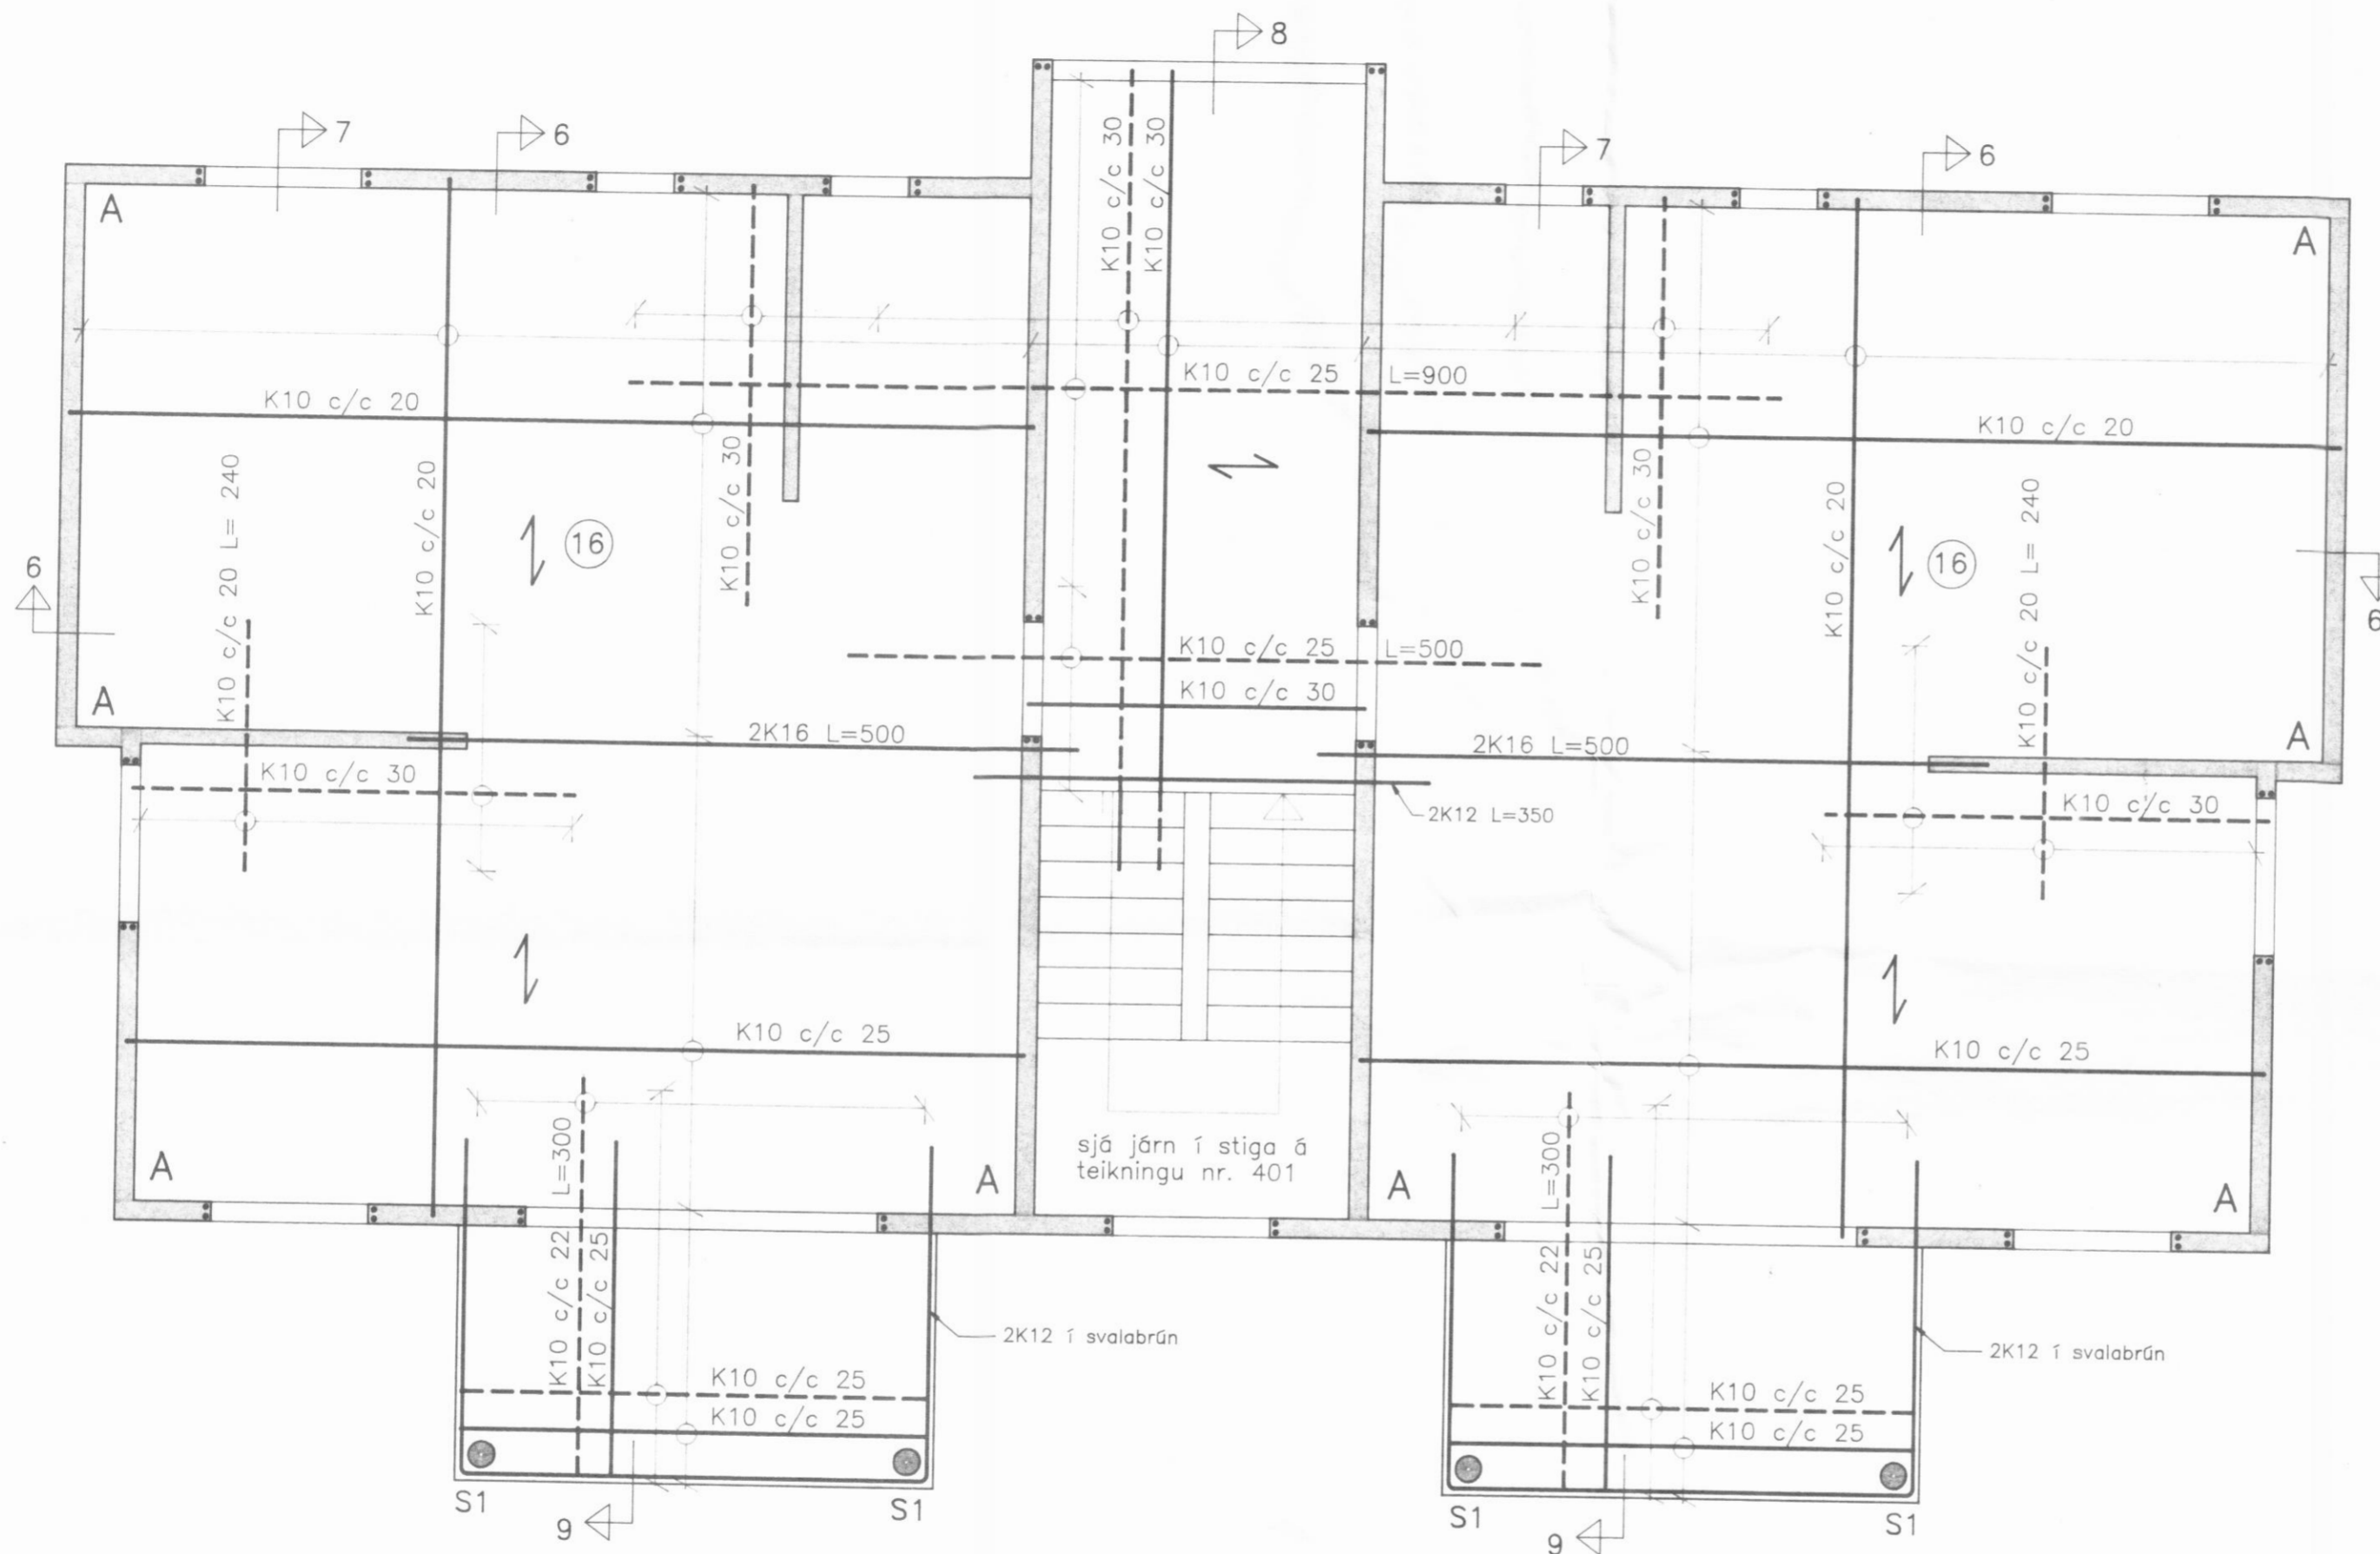 8
7
6
7
6
A
A
K10 c/c 30
K10 c/c 30
K10 c/c 25 L=900
K10 c/c 20
K10 c/c 20
K10 c/c 20 L= 240
K10 c/c 20
K10 c/c 30
16
K10 c/c 30
K10 c/c 20
16
K10 c/c 20 L= 240
6
6
K10 c/c 25 L=500
K10 c/c 30
A
A
2K16 L=500
2K16 L=500
K10 c/c 30
K10 c/c 30
2K12 L=350
K10 c/c 25
K10 c/c 25
L=300
L=300
sjá járn í stiga á
teikningu nr. 401
A
A
A
A
K10 c/c 22
K10 c/c 25
K10 c/c 22
K10 c/c 25
2K12 í svalabrún
2K12 í svalabrún
K10 c/c 25
K10 c/c 25
K10 c/c 25
K10 c/c 25
S1
S1
S1
S1
9
9